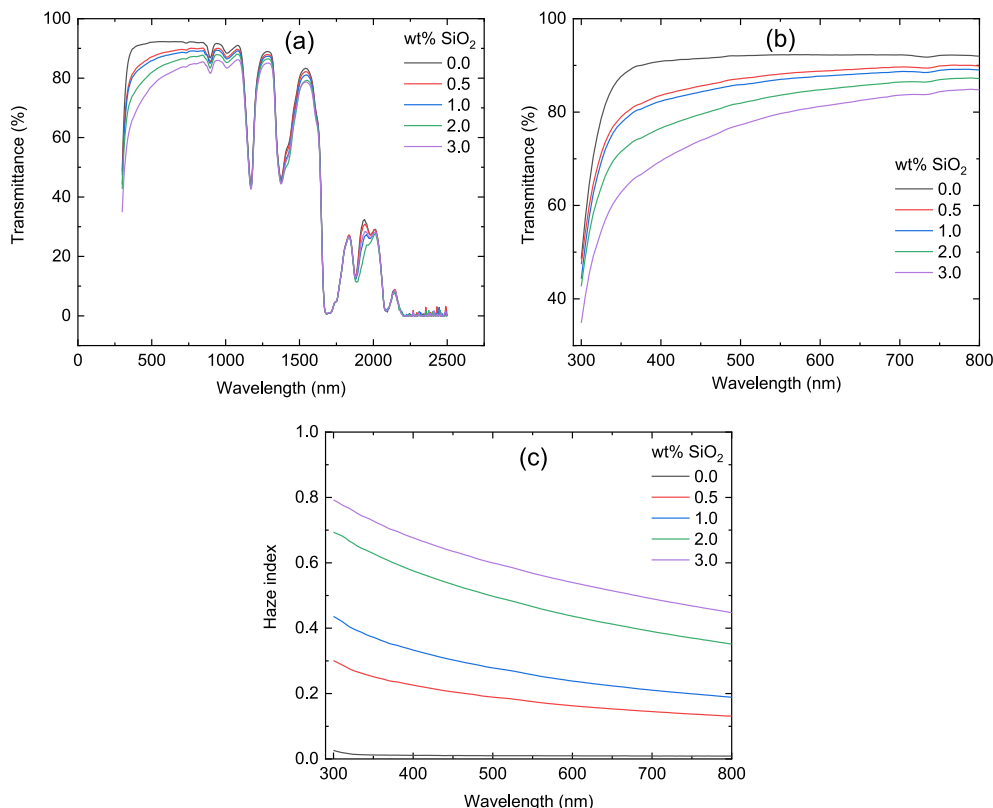 (a)
wt% SiO₂
0.0
0.5
1.0
2.0
3.0
100
80
60
40
20
0
Transmittance (%)
0 500 1000 1500 2000 2500
Wavelength (nm)
(b)
100
80
60
40
Transmittance (%)
wt% SiO₂
0.0
0.5
1.0
2.0
3.0
300 400 500 600 700 800
Wavelength (nm)
(c)
wt% SiO₂
0.0
0.5
1.0
2.0
3.0
1.0
0.8
0.6
0.4
0.2
0.0
Haze index
300 400 500 600 700 800
Wavelength (nm)